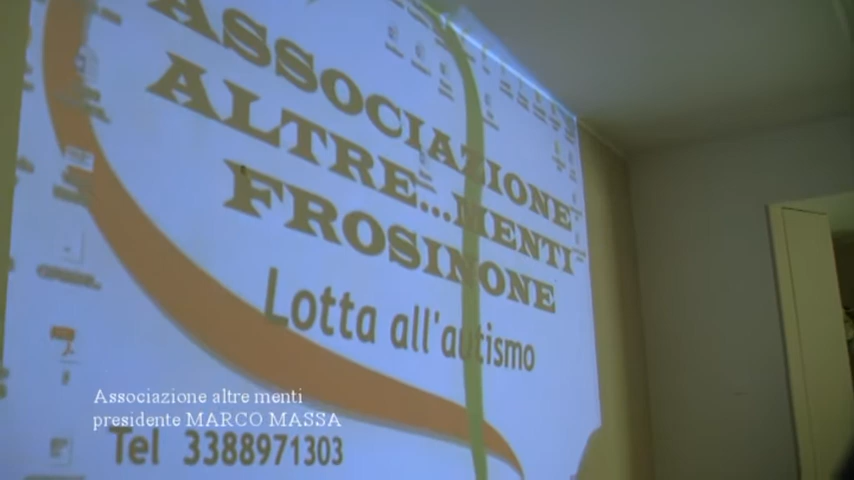 ASSOCIAZIONE
ALTRE...MENTI
FROSINONE
Lotta all'autismo
Associazione altre menti
presidente MARCO MASSA
Tel 3388971303